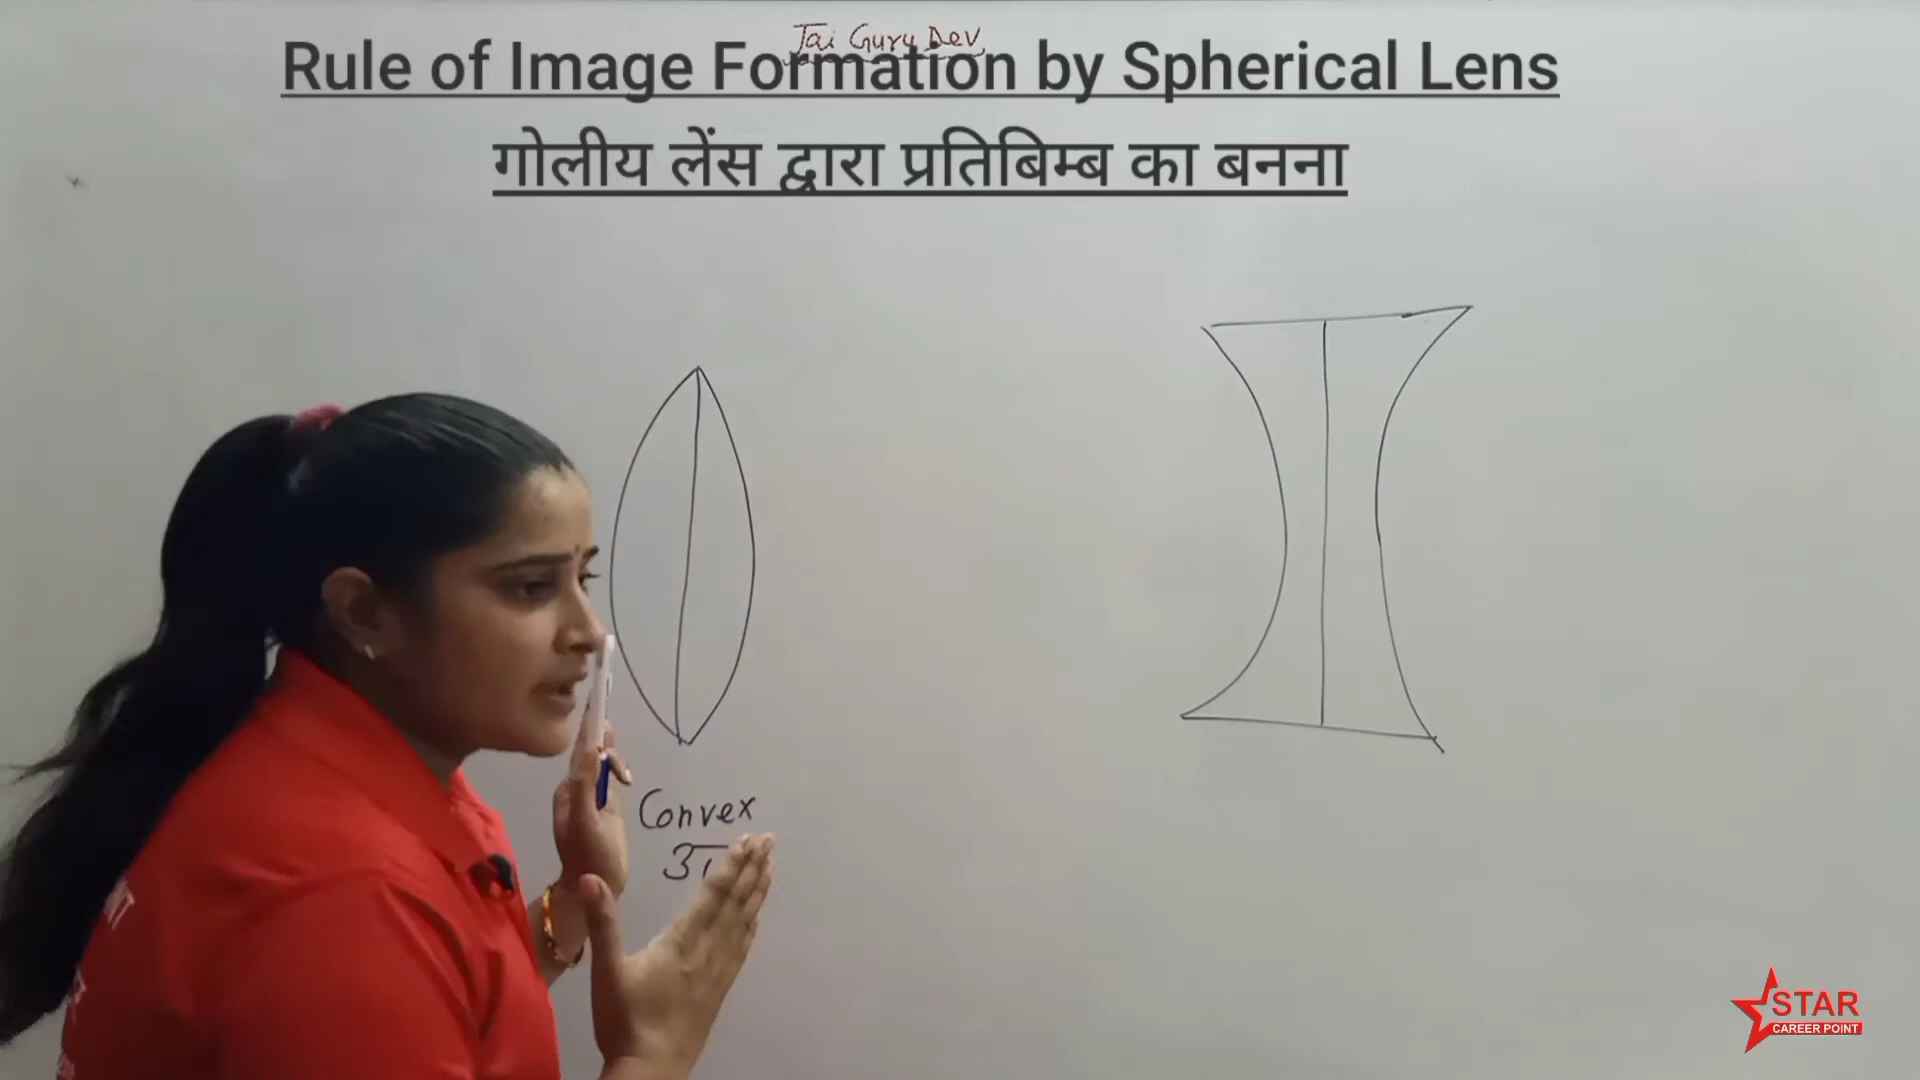 Jai Guru Dev
Rule of Image Formation by Spherical Lens
गोलीय लेंस द्वारा प्रतिबिम्ब का बनना
Convex
STAR
CAREER POINT